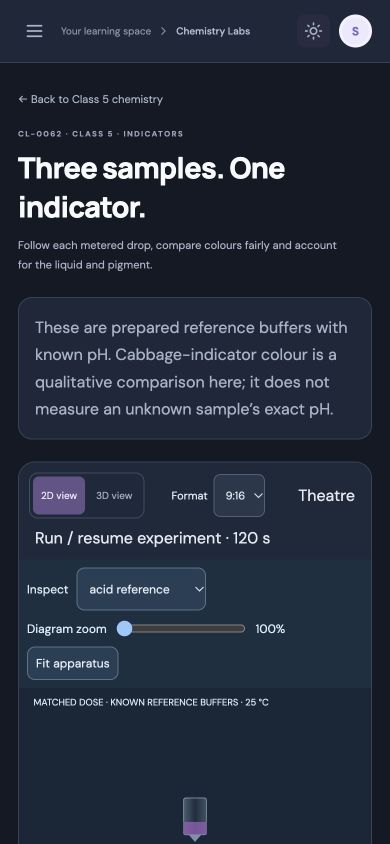 Your learning space > Chemistry Labs
S
← Back to Class 5 chemistry
CL-0062 · CLASS 5 · INDICATORS
Three samples. One
indicator.
Follow each metered drop, compare colours fairly and account
for the liquid and pigment.
These are prepared reference buffers with
known pH. Cabbage-indicator colour is a
qualitative comparison here; it does not
measure an unknown sample’s exact pH.
2D view 3D view Format 9:16 Theatre
Run / resume experiment · 120 s
Inspect acid reference
Diagram zoom 100%
Fit apparatus
MATCHED DOSE · KNOWN REFERENCE BUFFERS · 25 °C